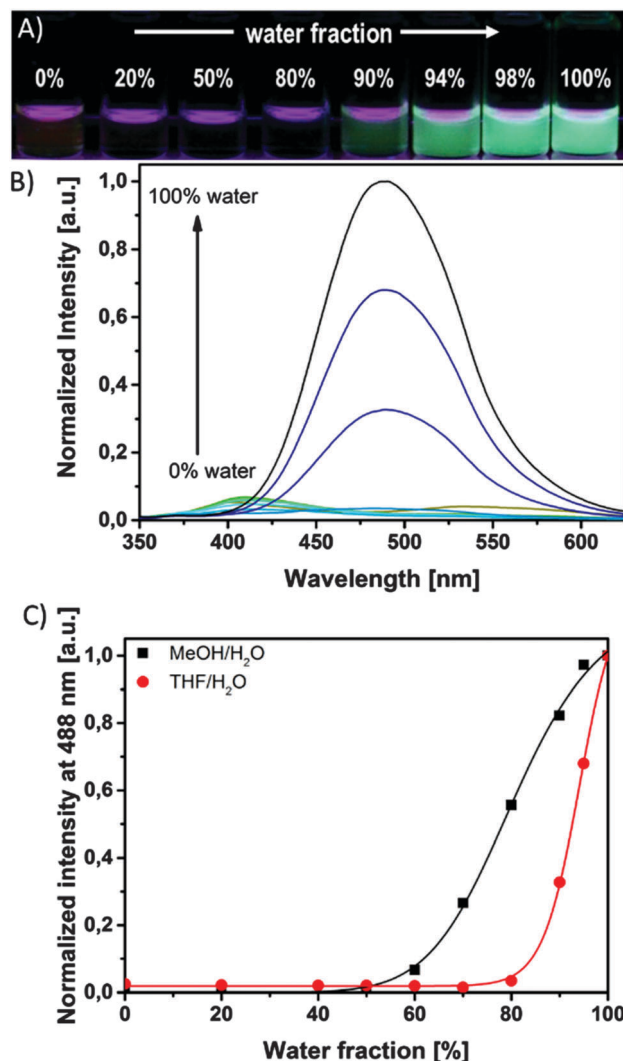 A)
water fraction
0% 20% 50% 80% 90% 94% 98% 100%
B)
Normalized Intensity [a.u.]
1,0
0,8
0,6
0,4
0,2
0,0
100% water
0% water
350 400 450 500 550 600
Wavelength [nm]
C)
Normalized intensity at 488 nm [a.u.]
1,0
0,8
0,6
0,4
0,2
0,0
MeOH/H₂O
THF/H₂O
0 20 40 60 80 100
Water fraction [%]